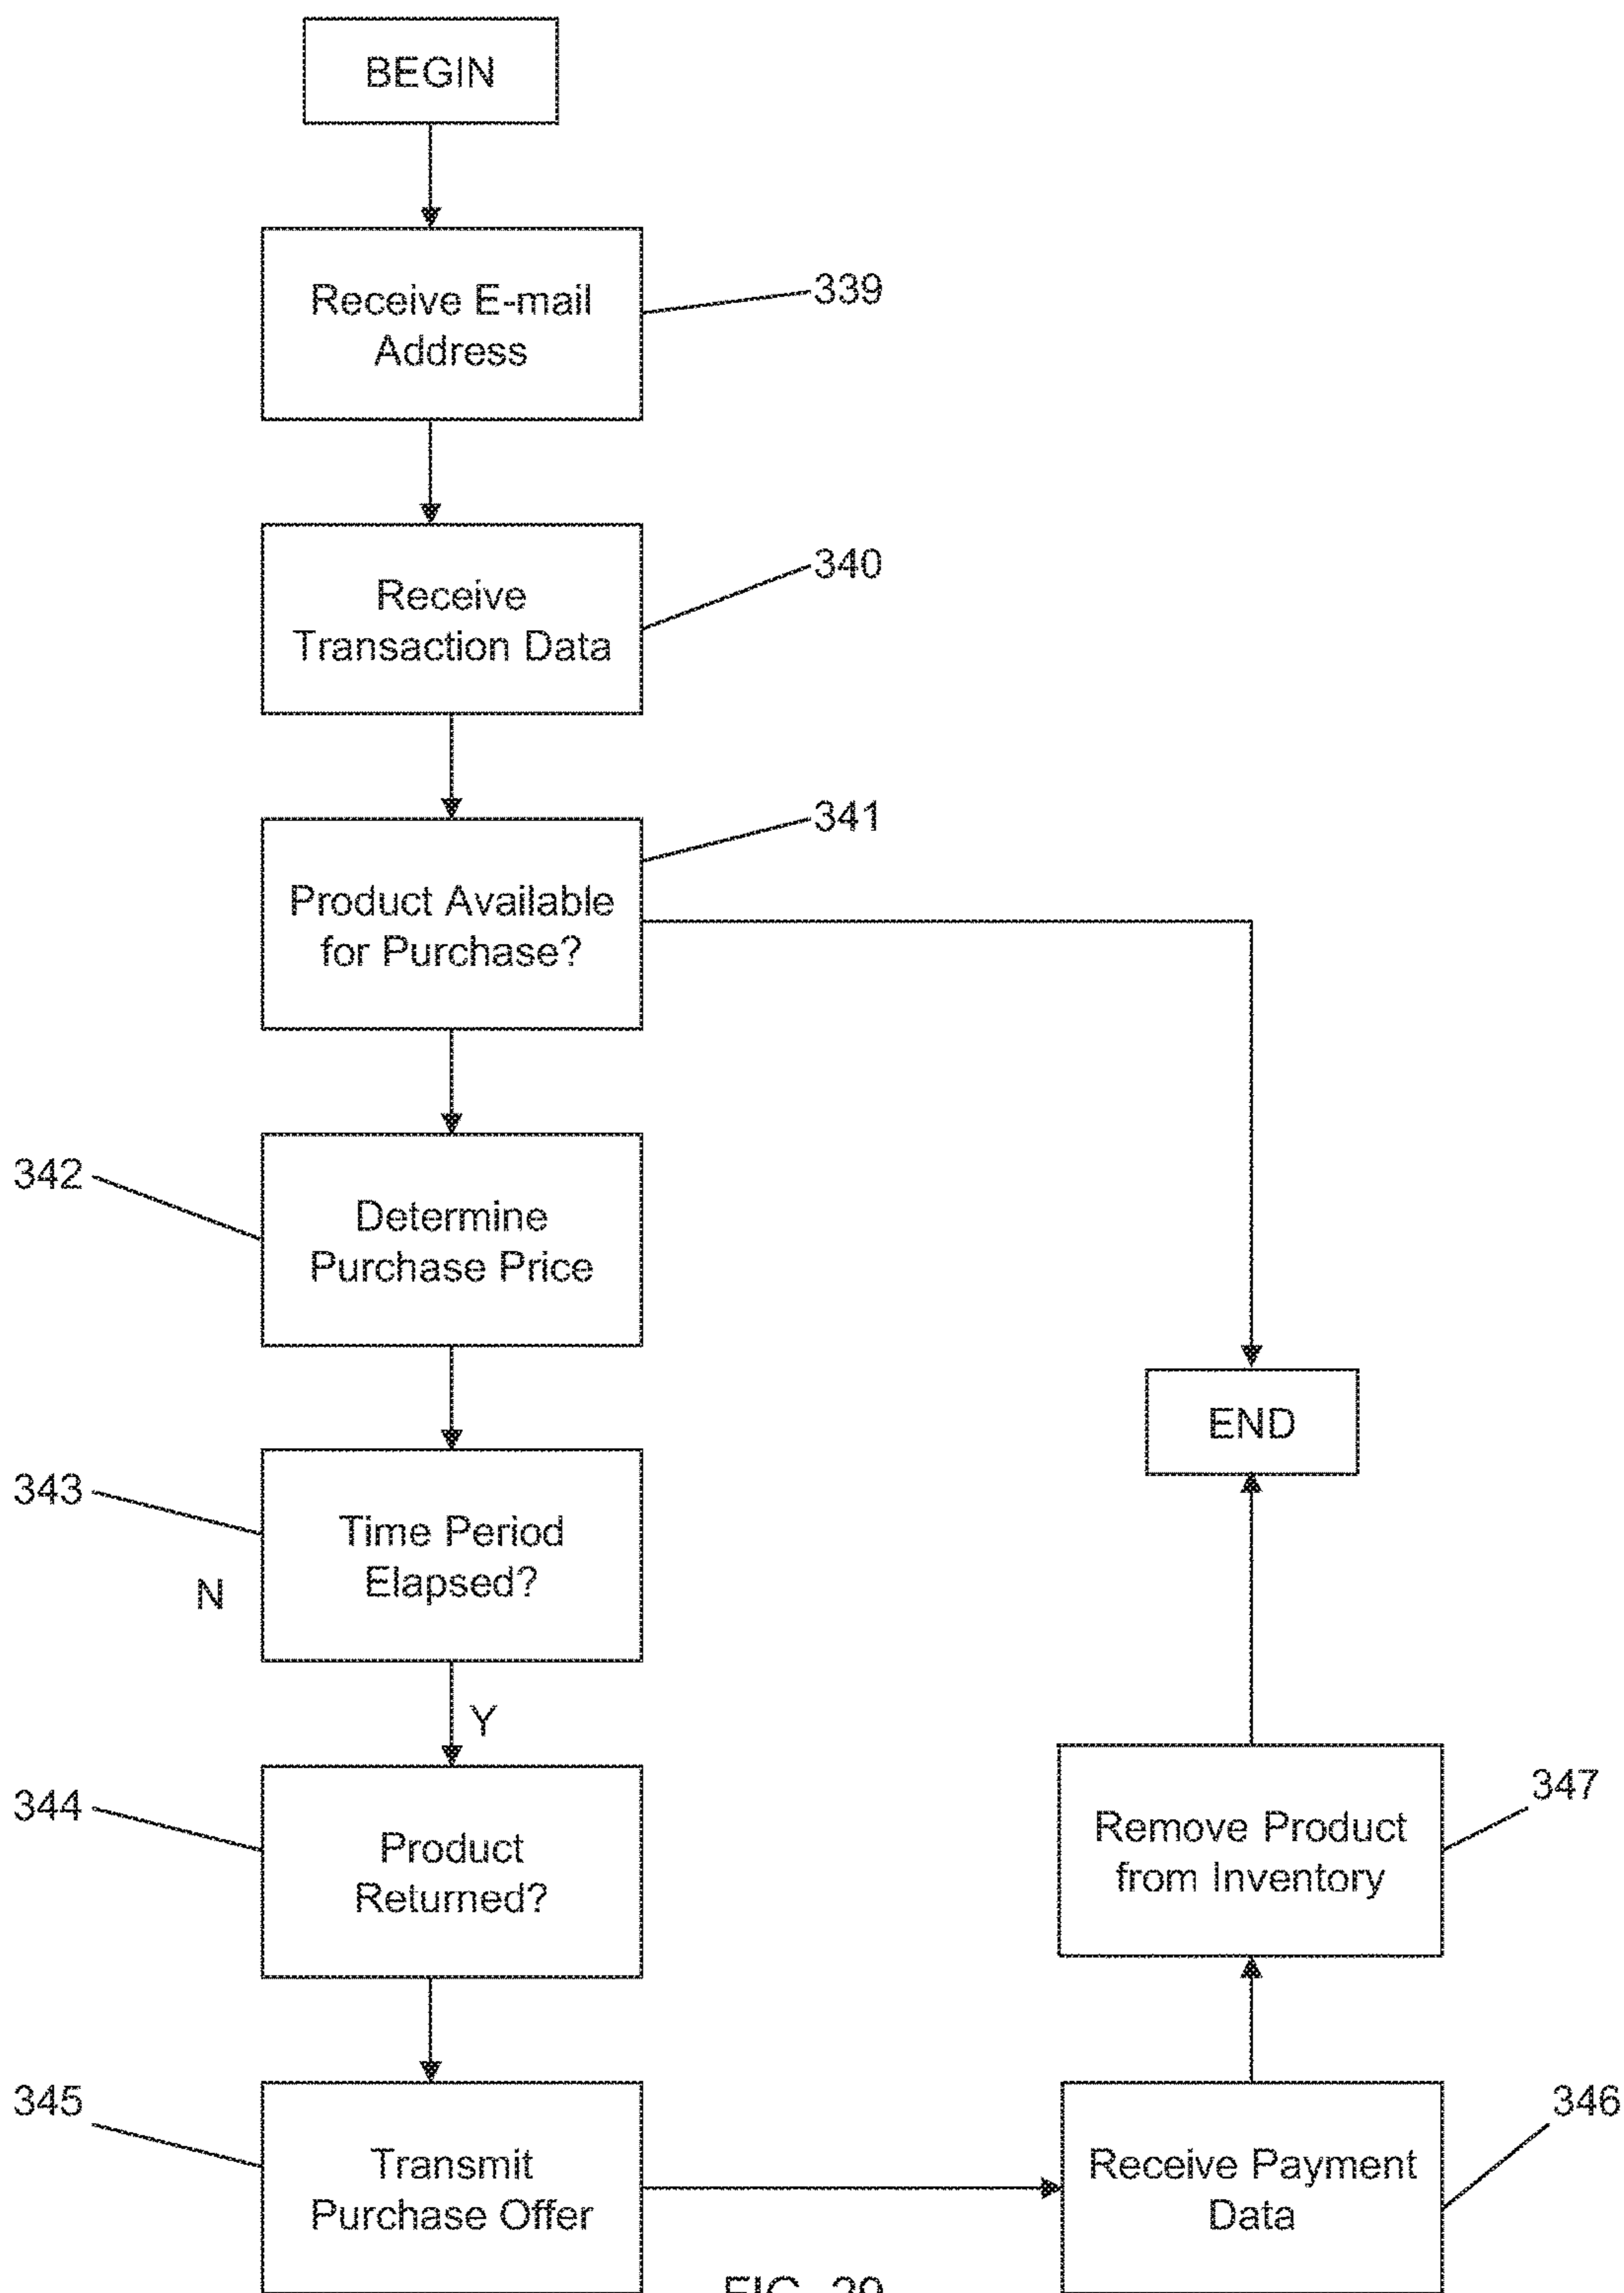 BEGIN
Receive E-mail
Address
339
Receive
Transaction Data
340
Product Available
for Purchase?
341
342
Determine
Purchase Price
343
Time Period
Elapsed?
N
Y
END
344
Product
Returned?
Remove Product
from Inventory
347
345
Transmit
Purchase Offer
Receive Payment
Data
346